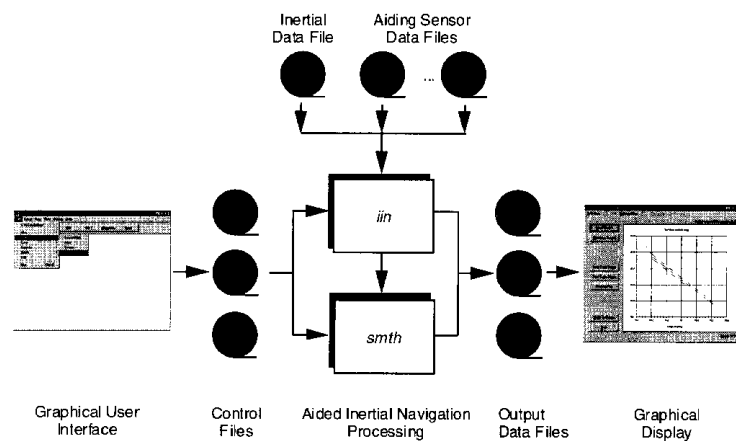 Inertial
Data File
Aiding Sensor
Data Files
...
iin
smth
Graphical User
Interface
Control
Files
Aided Inertial Navigation
Processing
Output
Data Files
Graphical
Display